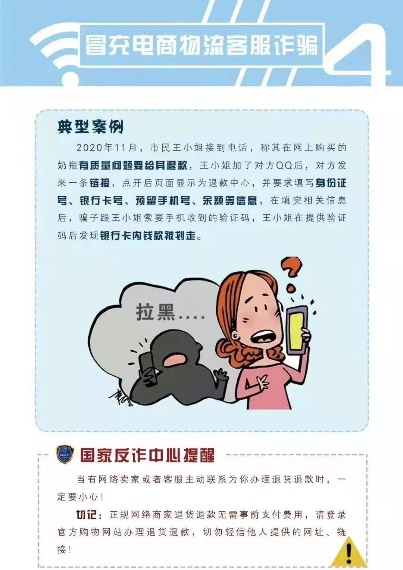 冒充电商物流客服诈骗
4
典型案例
2020年11月，市民王小姐接到电话，称其在网上购买的
奶瓶有质量问题要给其退款，王小姐加了对方QQ后，对方发
来一条链接，点开后页面显示为退款中心，并要求填写身份证
号、银行卡号、预留手机号、余额等信息，在填完相关信息
后，骗子跟王小姐索要手机收到的验证码，王小姐在提供验证
码后发现银行卡内钱款被划走。
拉黑....
国家反诈中心提醒
当有网络卖家或者客服主动联系为你办理退货退款时，一
定要小心！
切记：正规网络商家退货退款无需事前支付费用，请登录
官方购物网站办理退货退款，切勿轻信他人提供的网址、链
接！